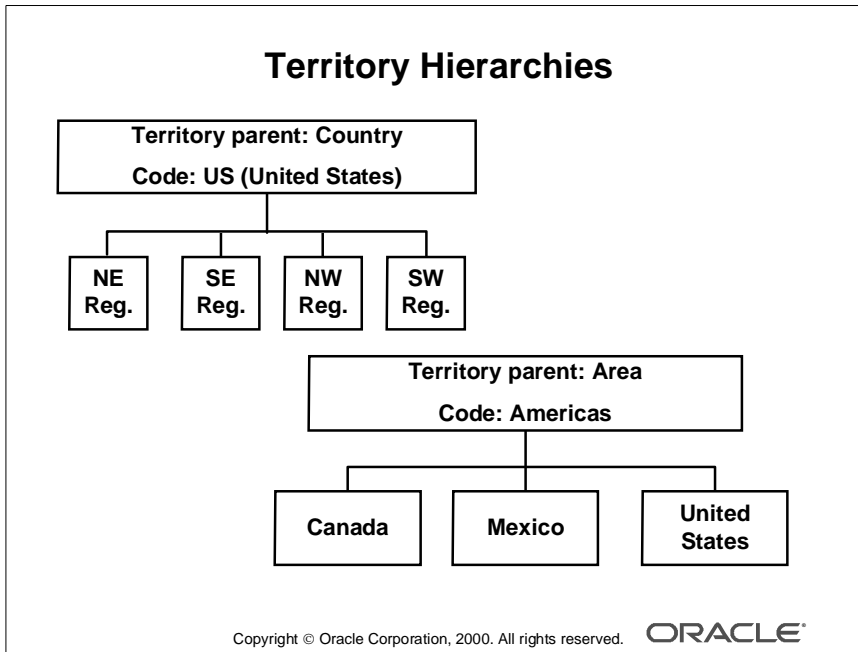 Territory Hierarchies
Territory parent: Country
Code: US (United States)
NE
Reg.
SE
Reg.
NW
Reg.
SW
Reg.
Territory parent: Area
Code: Americas
Canada
Mexico
United
States
Copyright © Oracle Corporation, 2000. All rights reserved.
ORACLE®